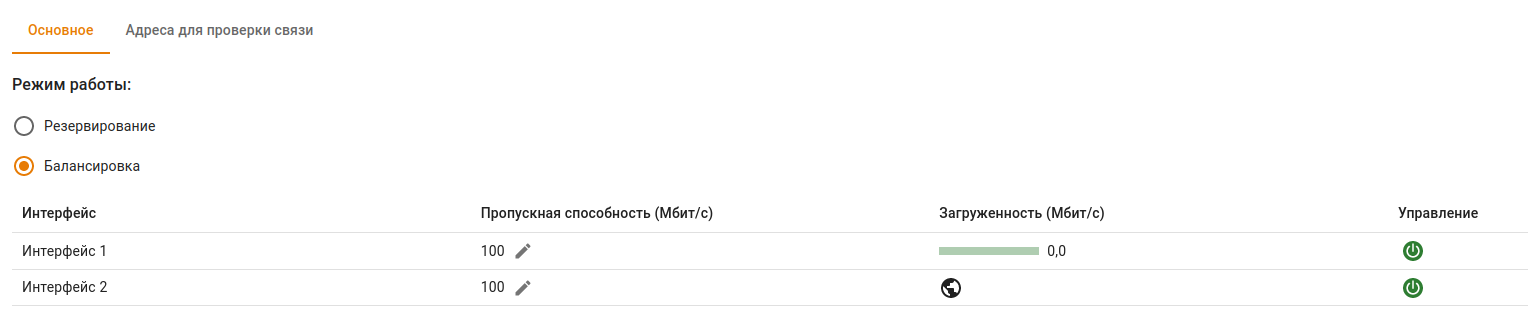 Основное Адреса для проверки связи
Режим работы:
Резервирование
Балансировка
Интерфейс Пропускная способность (Мбит/с) Загруженность (Мбит/с) Управление
Интерфейс 1 100 0,0
Интерфейс 2 100